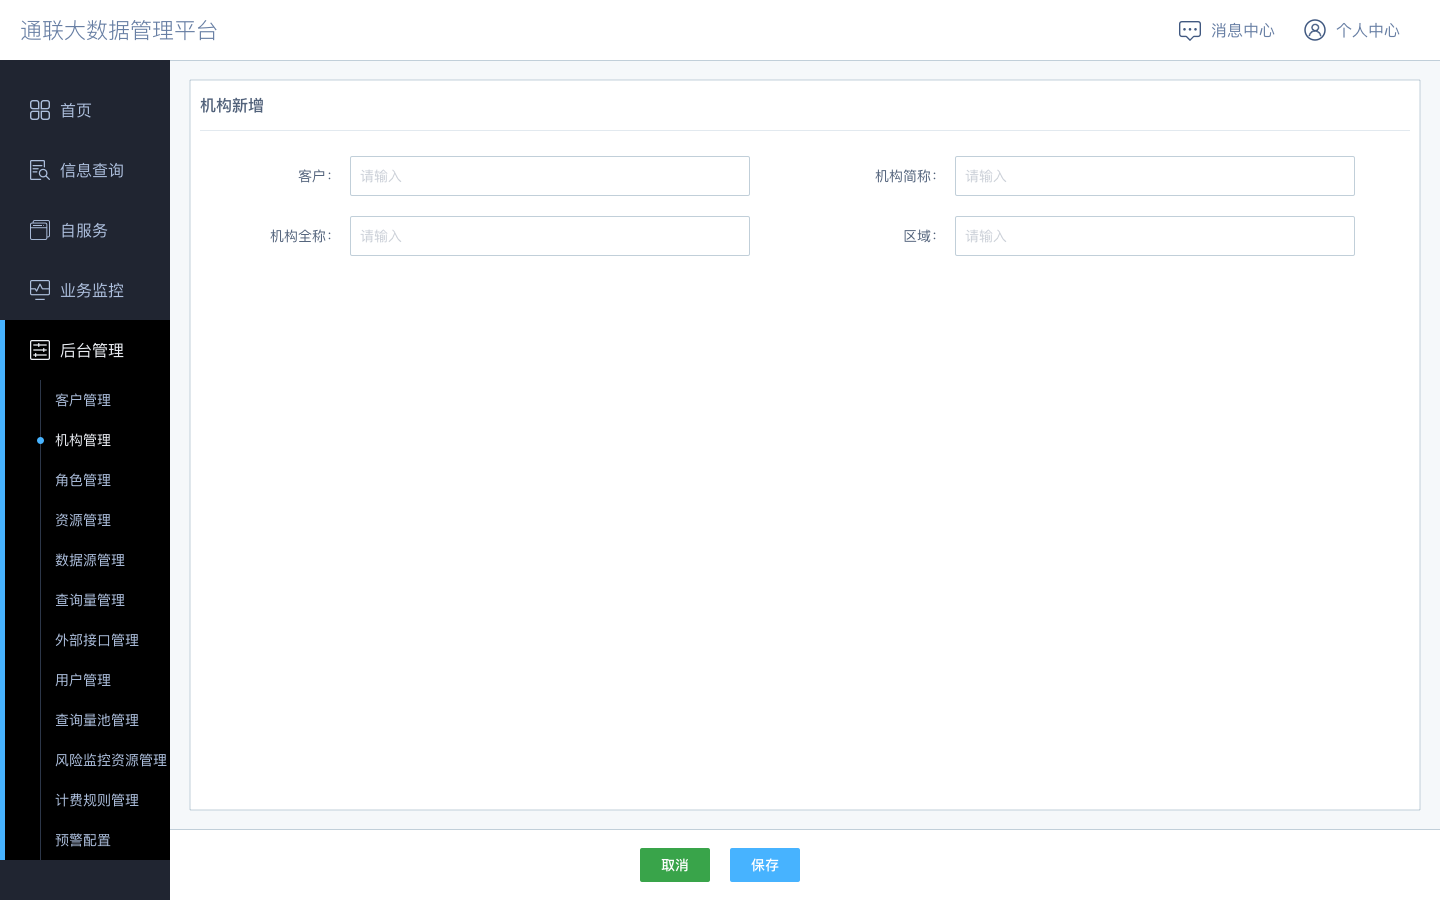 通联大数据管理平台
消息中心
个人中心
首页
信息查询
自服务
业务监控
后台管理
客户管理
机构管理
角色管理
资源管理
数据源管理
查询量管理
外部接口管理
用户管理
查询量池管理
风险监控资源管理
计费规则管理
预警配置
机构新增
客户： 请输入
机构简称： 请输入
机构全称： 请输入
区域： 请输入
取消
保存